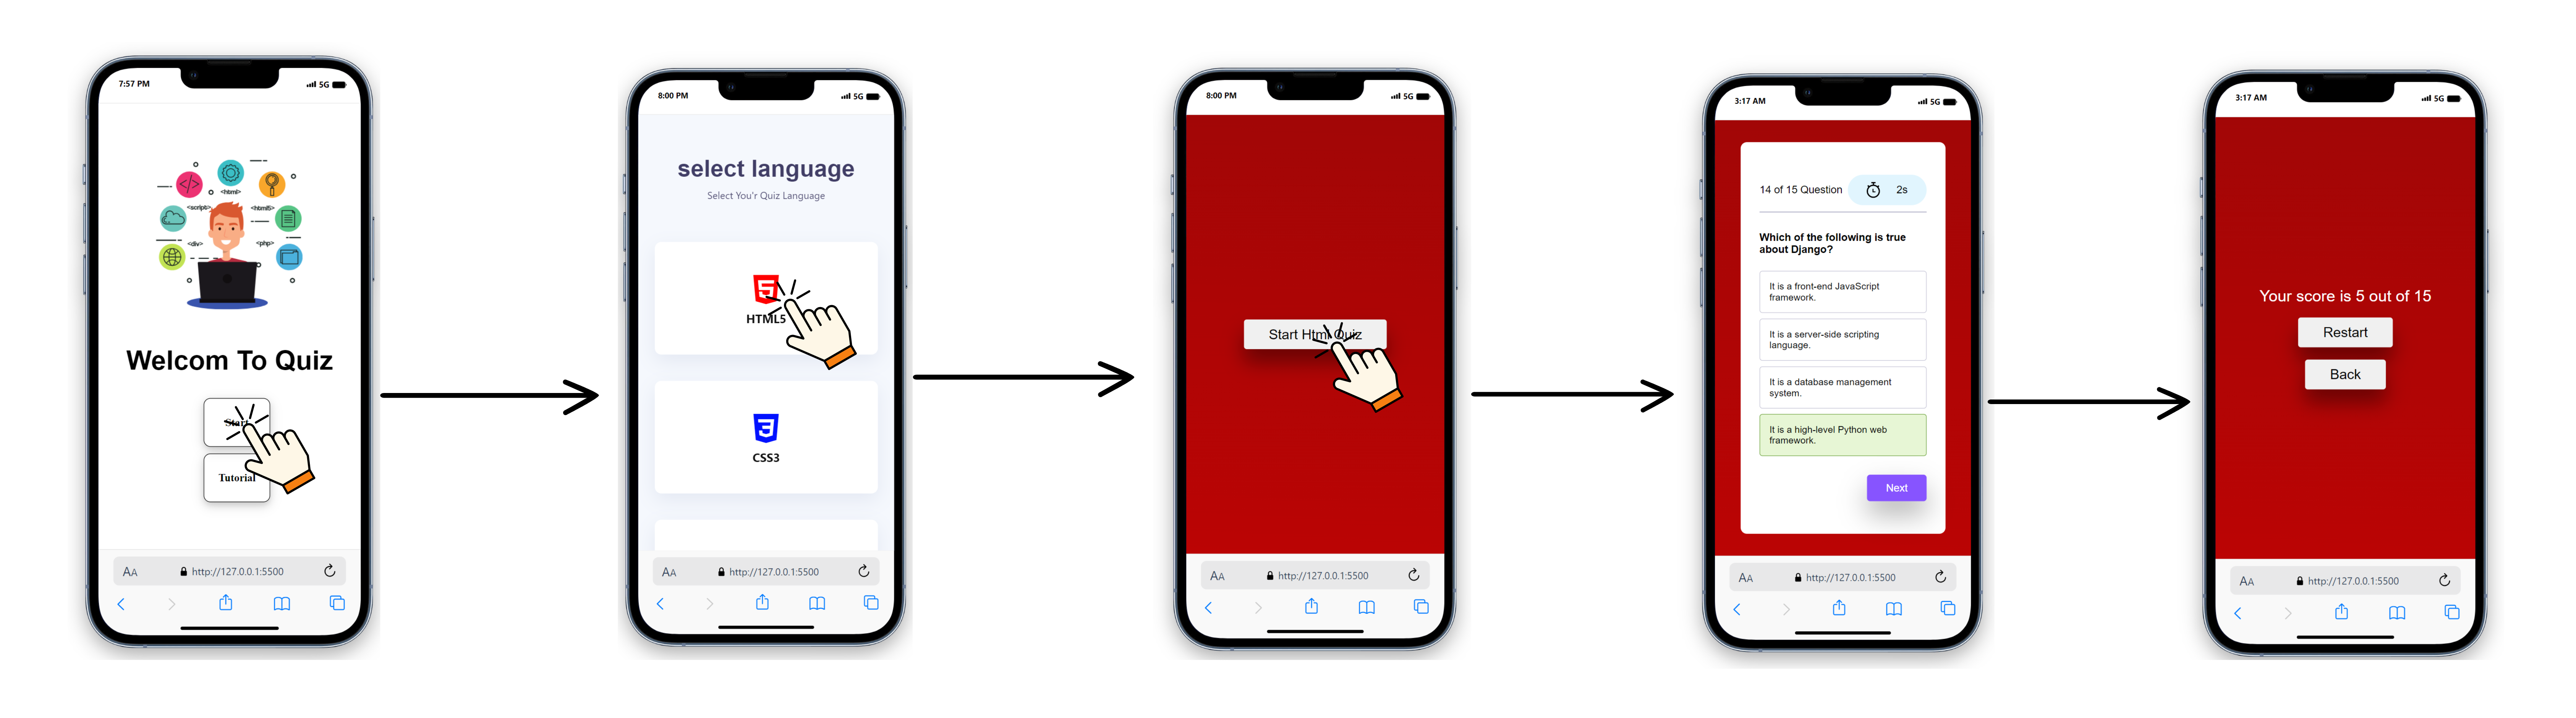 7:57 PM
5G
<html>
<script>
<html5>
<div>
<php>
Welcom To Quiz
Start
Tutorial
AA
http://127.0.0.1:5500
8:00 PM
5G
select language
Select You'r Quiz Language
HTML5
CSS3
AA
http://127.0.0.1:5500
8:00 PM
5G
Start Html Quiz
AA
http://127.0.0.1:5500
3:17 AM
5G
14 of 15 Question
2s
Which of the following is true
about Django?
It is a front-end JavaScript
framework.
It is a server-side scripting
language.
It is a database management
system.
It is a high-level Python web
framework.
Next
AA
http://127.0.0.1:5500
3:17 AM
5G
Your score is 5 out of 15
Restart
Back
AA
http://127.0.0.1:5500